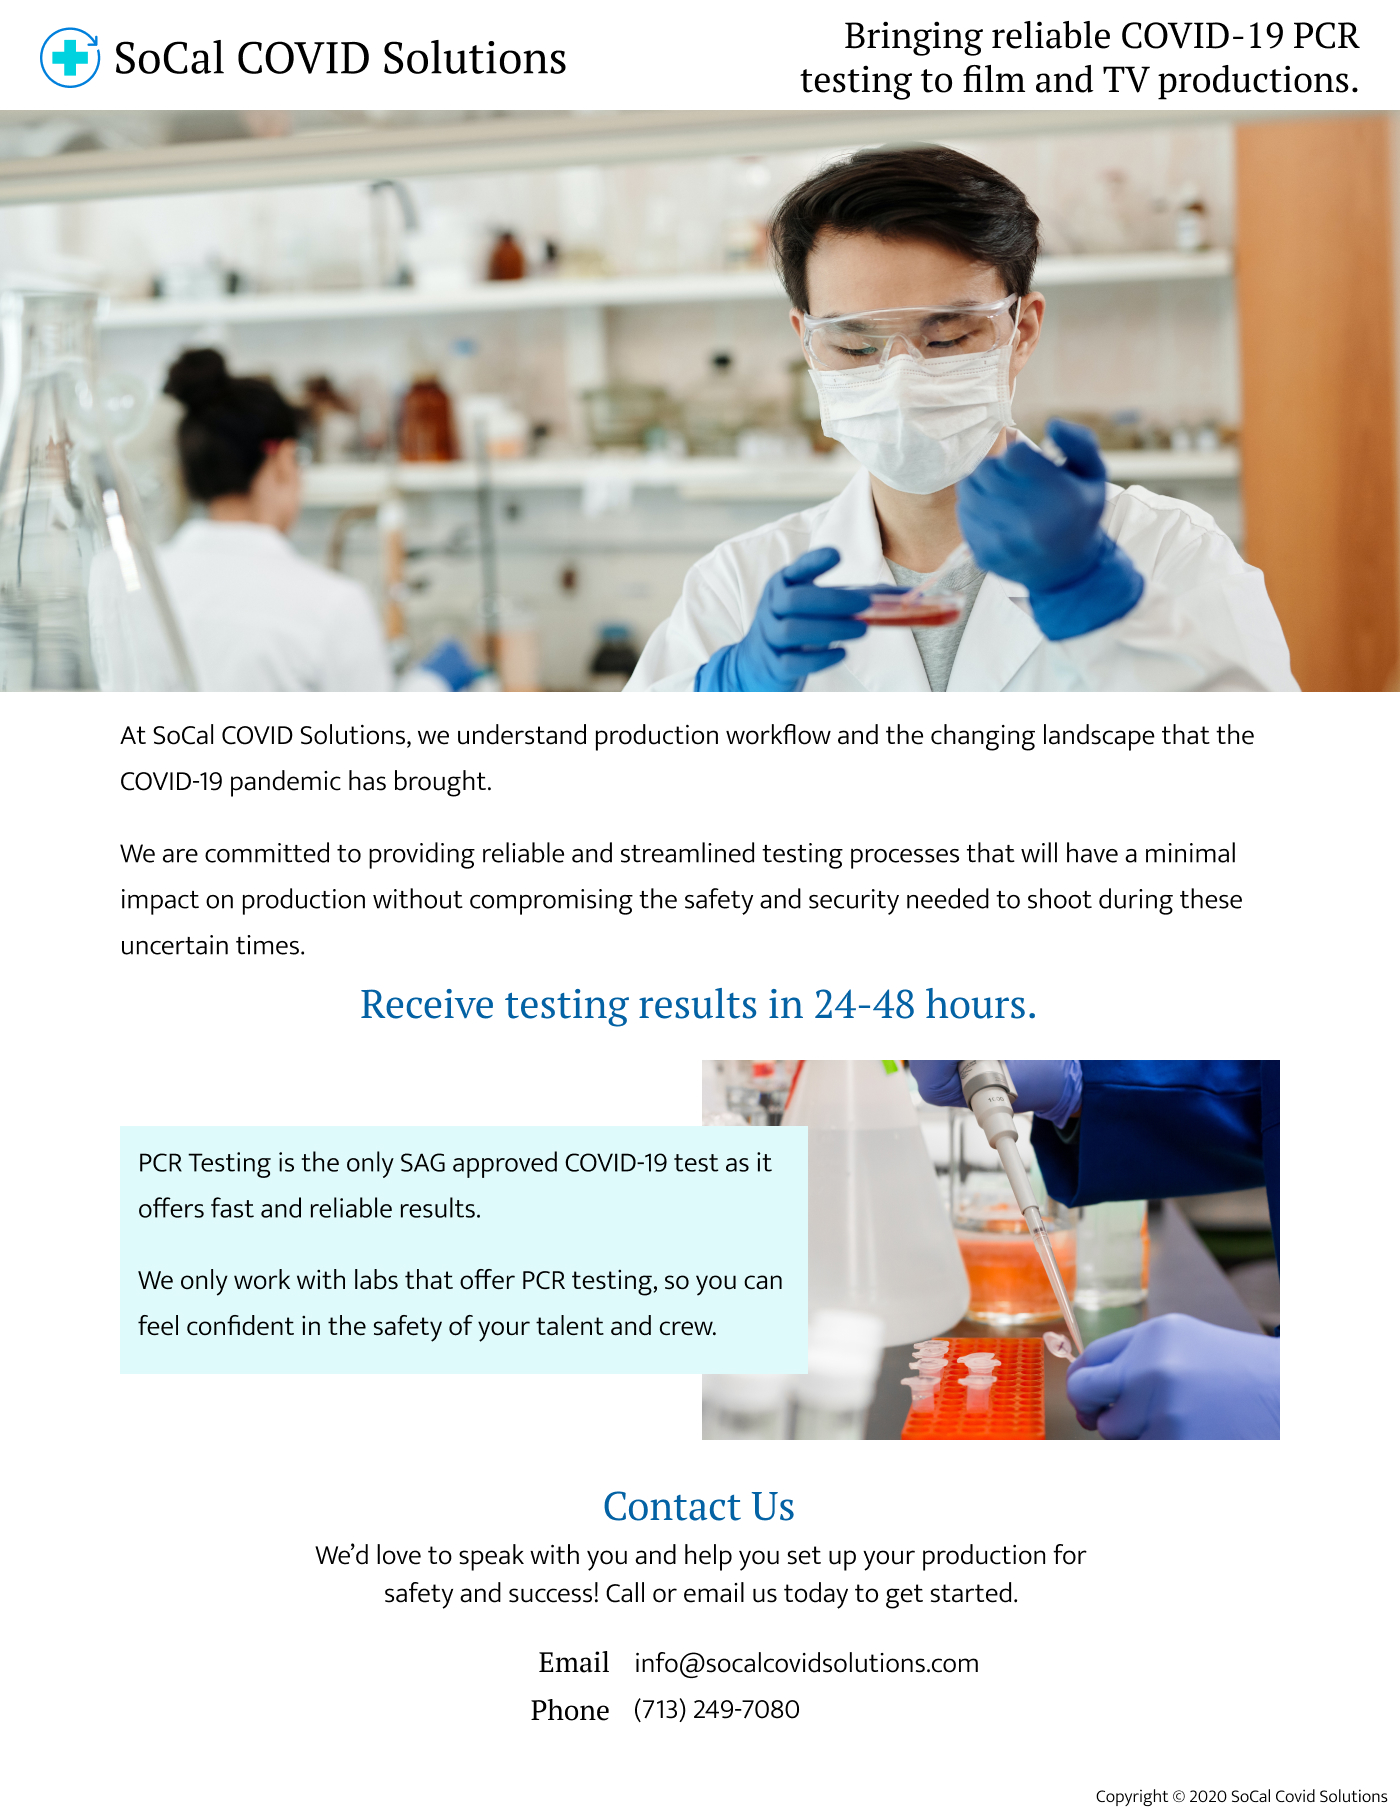 SoCal COVID Solutions
Bringing reliable COVID-19 PCR
testing to film and TV productions.
At SoCal COVID Solutions, we understand production workflow and the changing landscape that the
COVID-19 pandemic has brought.
We are committed to providing reliable and streamlined testing processes that will have a minimal
impact on production without compromising the safety and security needed to shoot during these
uncertain times.
Receive testing results in 24-48 hours.
PCR Testing is the only SAG approved COVID-19 test as it
offers fast and reliable results.
We only work with labs that offer PCR testing, so you can
feel confident in the safety of your talent and crew.
Contact Us
We’d love to speak with you and help you set up your production for
safety and success! Call or email us today to get started.
Email info@socalcovidsolutions.com
Phone (713) 249-7080
Copyright © 2020 SoCal Covid Solutions